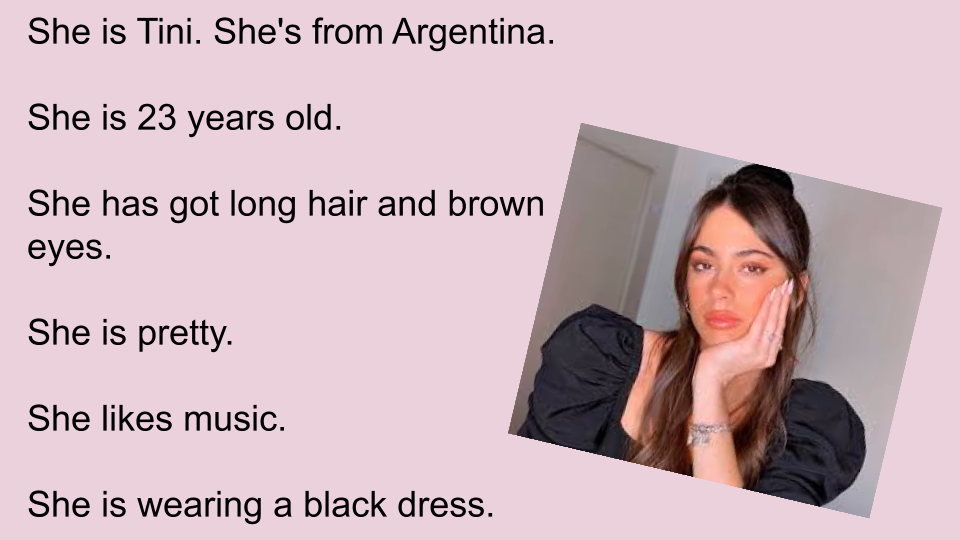 She is Tini. She's from Argentina.
She is 23 years old.
She has got long hair and brown
eyes.
She is pretty.
She likes music.
She is wearing a black dress.